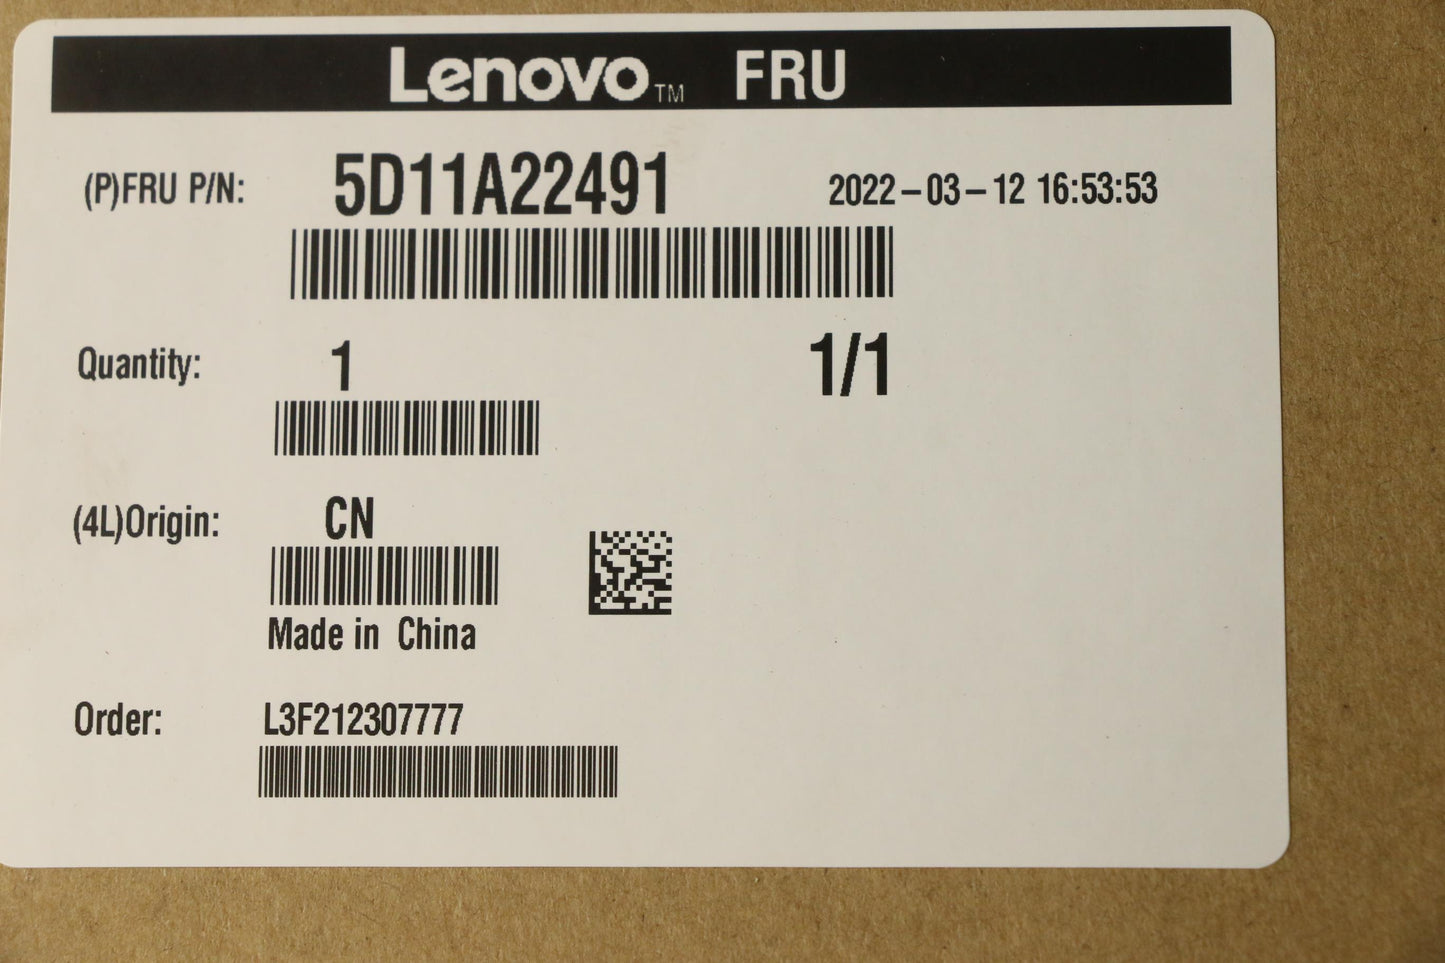 Lenovo™ FRU
(P)FRU P/N: 5D11A22491 2022-03-12 16:53:53
Quantity: 1 1/1
(4L)Origin: CN
Made in China
Order: L3F212307777